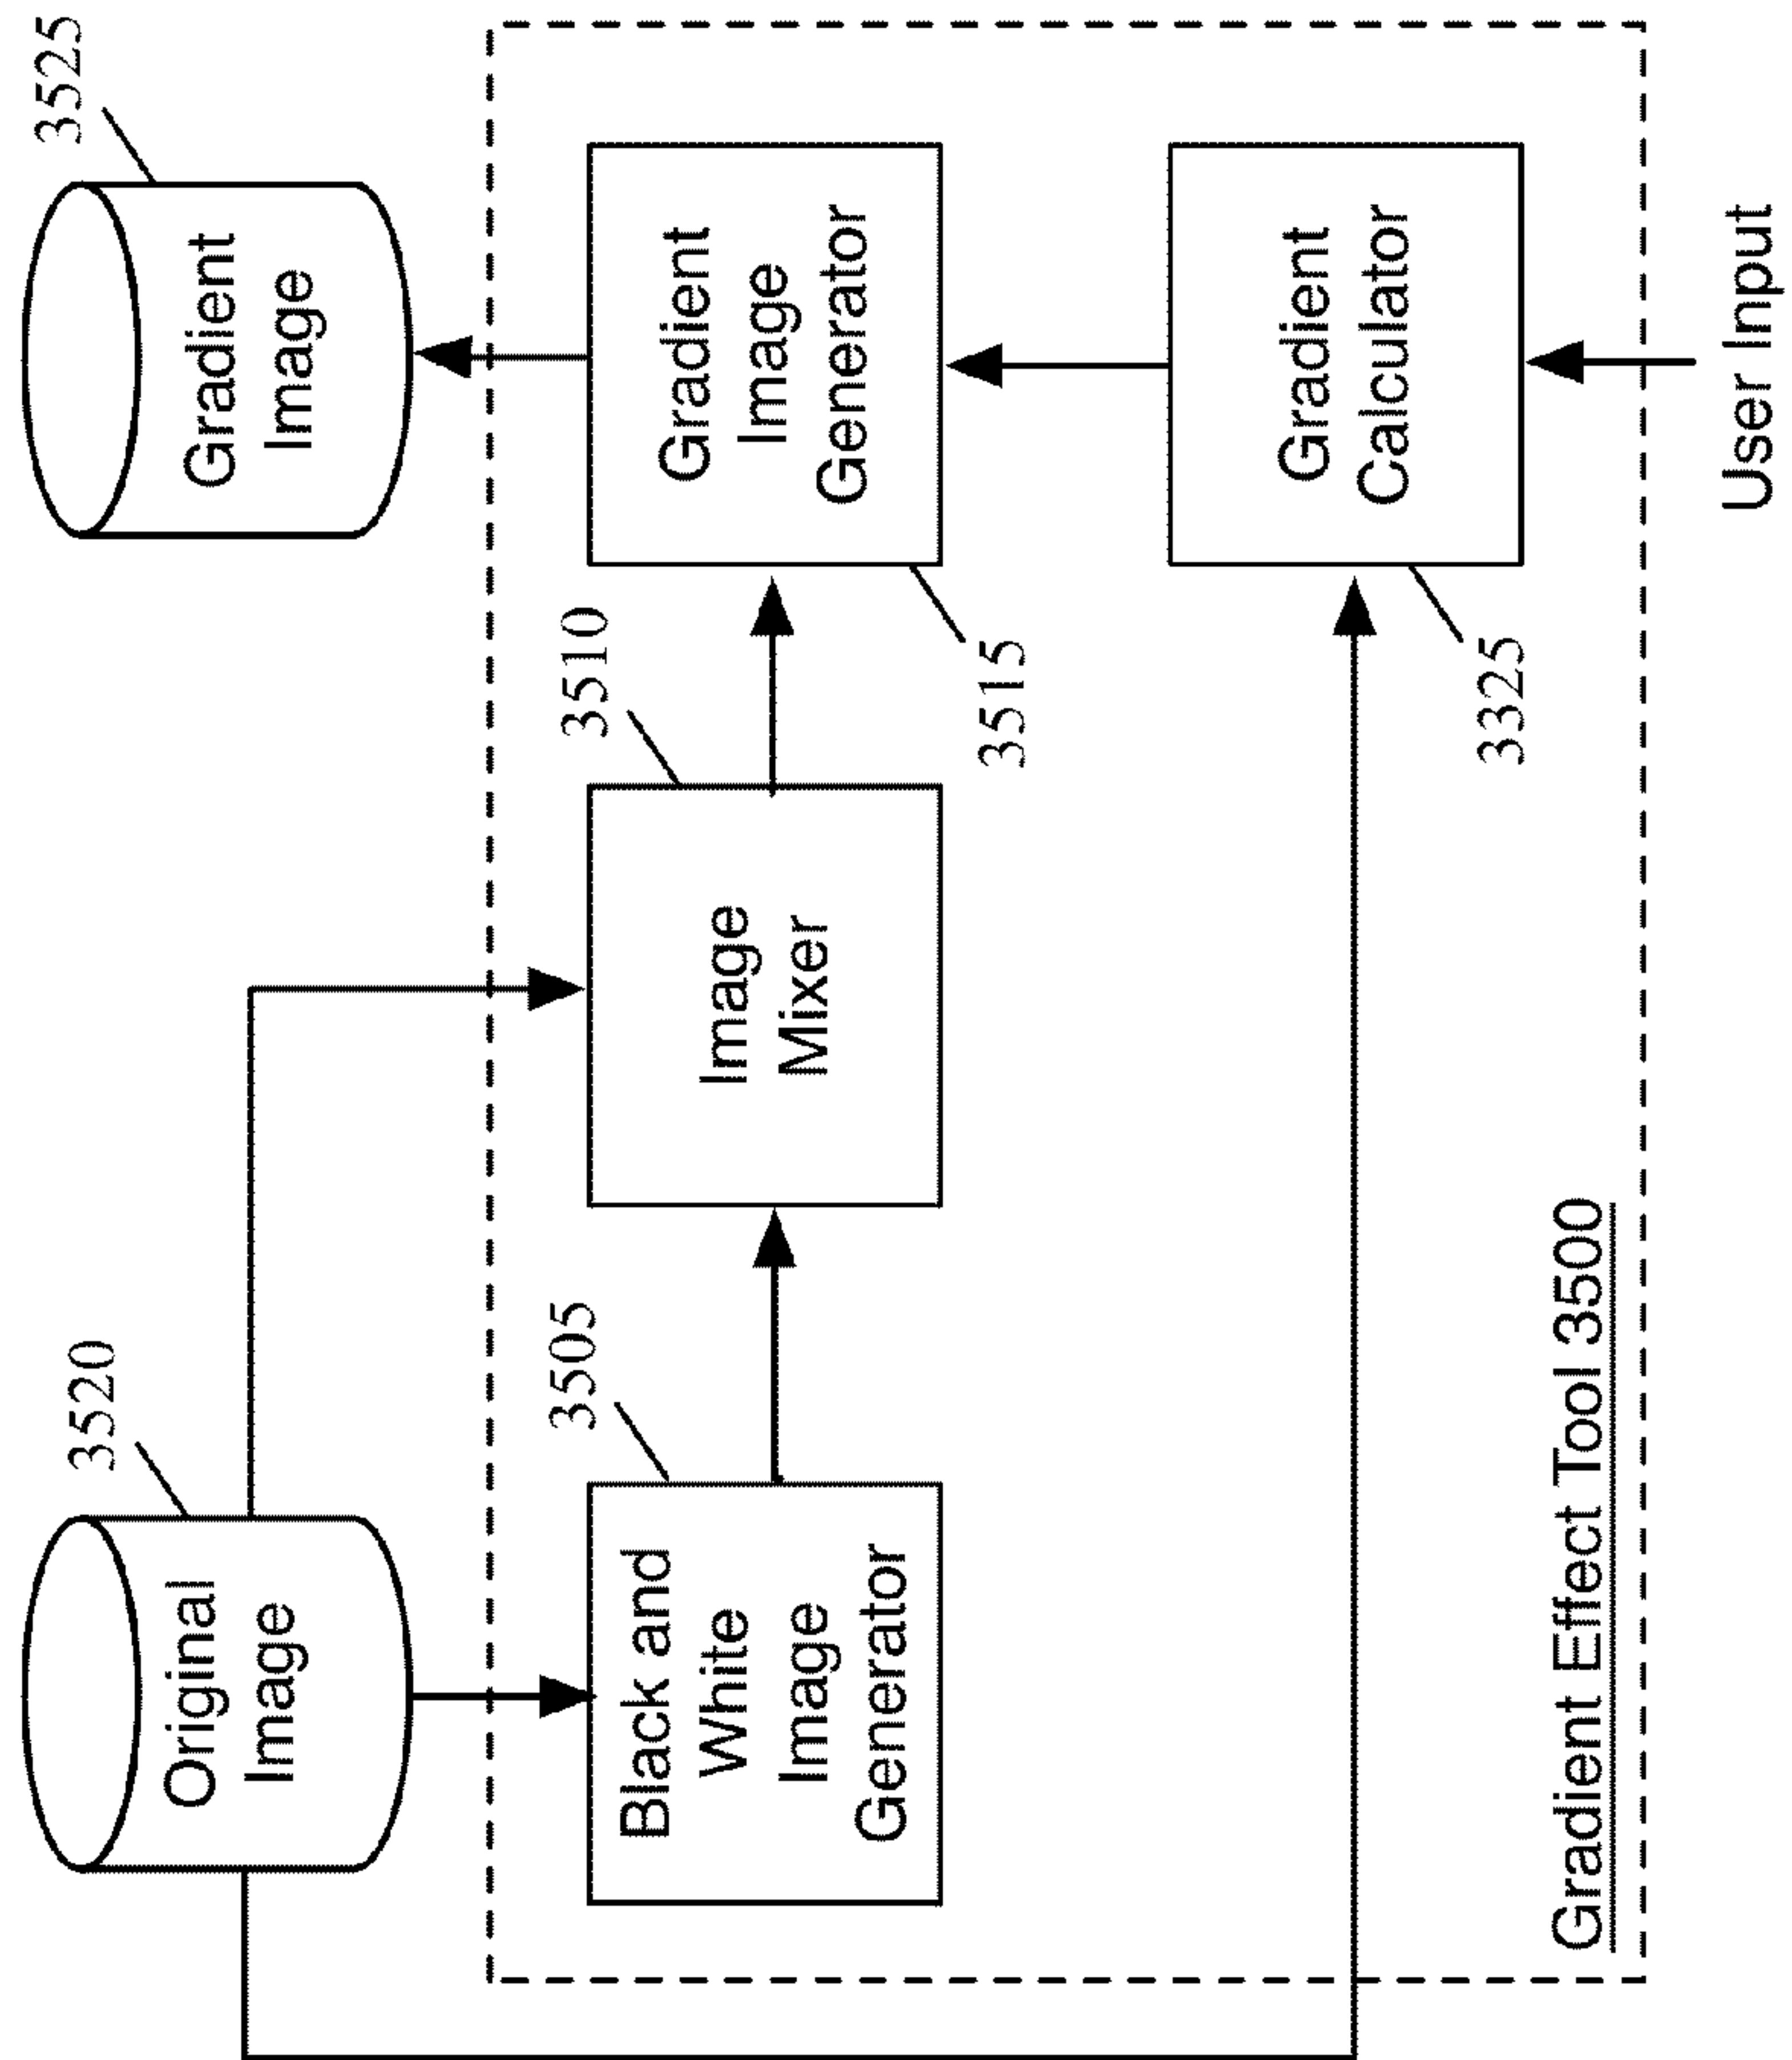 3520
Original
Image
3525
Gradient
Image
3505
Black and
White
Image
Generator
3510
Image
Mixer
Gradient
Image
Generator
3515
Gradient
Calculator
3325
Gradient Effect Tool 3500
User Input